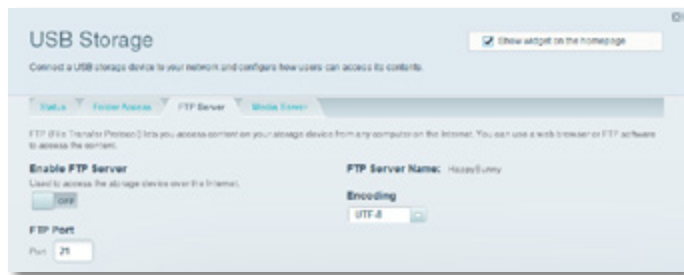 USB Storage
Show widget on the homepage
Connect a USB storage device to your network and configure how users can access its contents.
Status Folder Access FTP Server Media Server
FTP (File Transfer Protocol) lets you access content on your storage device from any computer on the Internet. You can use a web browser or FTP software
to access the content.
Enable FTP Server
Used to access the storage device over the Internet.
OFF
FTP Server Name: HappyBunny
Encoding
UTF-8
FTP Port
Port 21